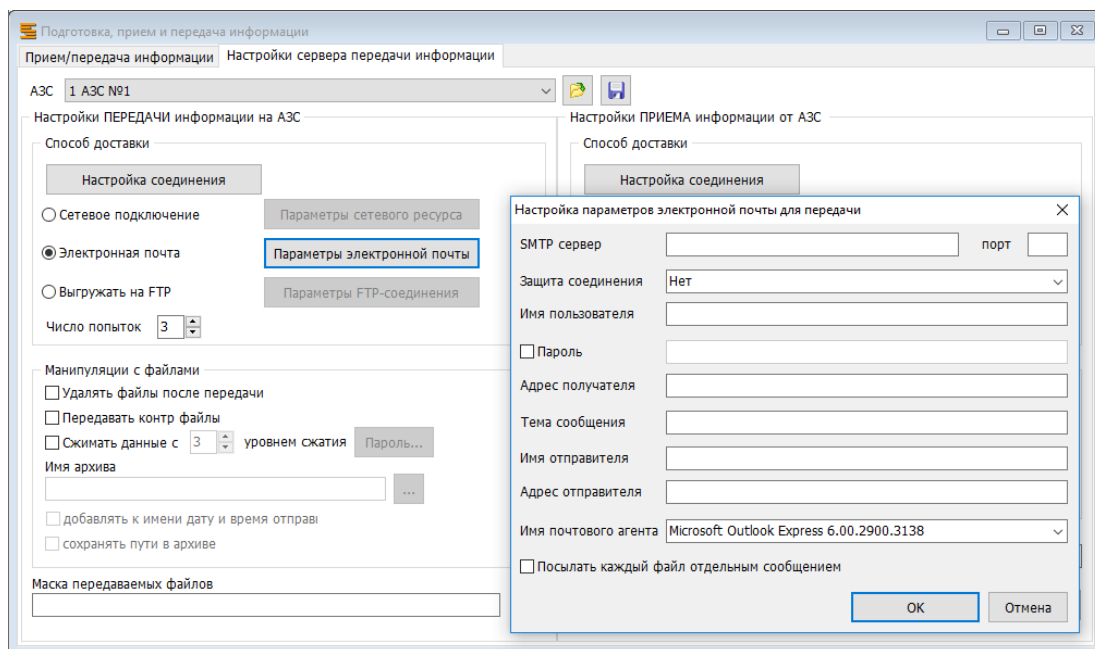 Подготовка, прием и передача информации
Прием/передача информации Настройки сервера передачи информации
АЗС 1 АЗС №1
Настройки ПЕРЕДАЧИ информации на АЗС
Способ доставки
Настройка соединения
Сетевое подключение Параметры сетевого ресурса
Электронная почта Параметры электронной почты
Выгружать на FTP Параметры FTP-соединения
Число попыток 3
Манипуляции с файлами
Удалять файлы после передачи
Передавать контр файлы
Сжимать данные с 3 уровнем сжатия Пароль...
Имя архива
...
добавлять к имени дату и время отправи
сохранять пути в архиве
Маска передаваемых файлов
Настройки ПРИЕМА информации от АЗС
Способ доставки
Настройка соединения
Настройка параметров электронной почты для передачи
SMTP сервер порт
Защита соединения Нет
Имя пользователя
Пароль
Адрес получателя
Тема сообщения
Имя отправителя
Адрес отправителя
Имя почтового агента Microsoft Outlook Express 6.00.2900.3138
Посылать каждый файл отдельным сообщением
OK Отмена